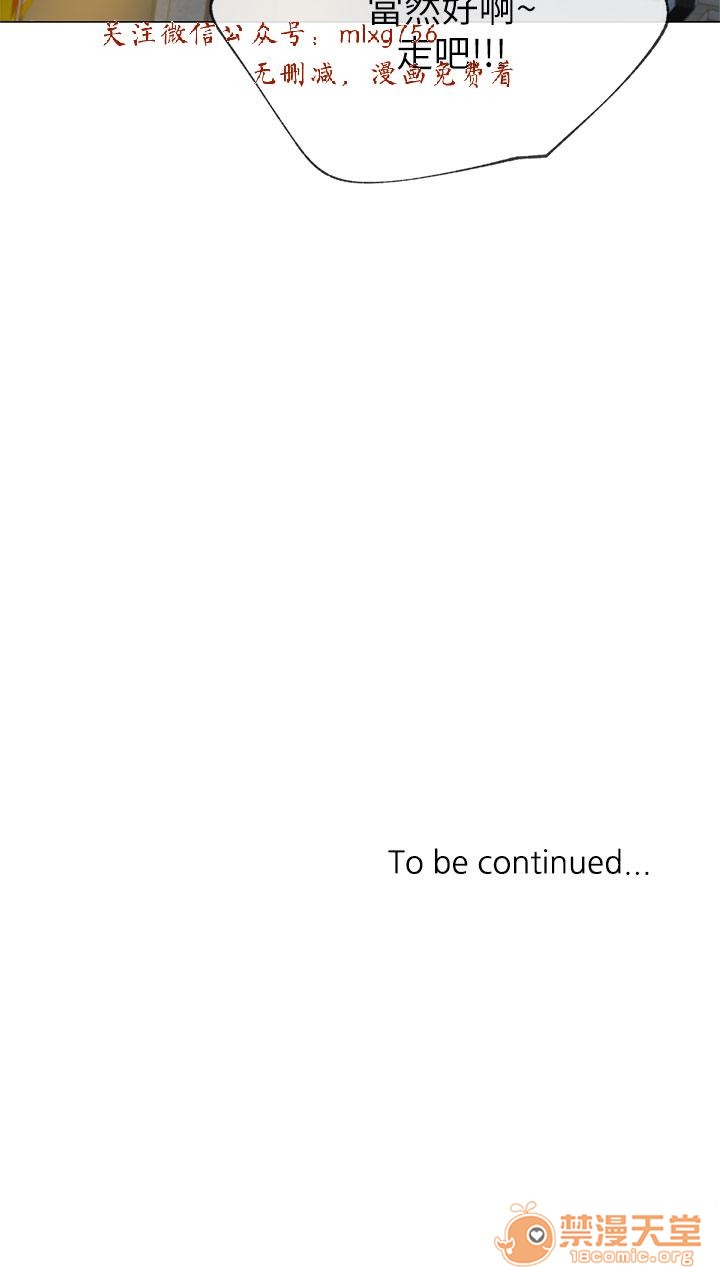 當然好啊~
关注微信公众号：mlxg756
走吧!!!
无删减，漫画免费看
To be continued...
禁漫天堂
18comic.org